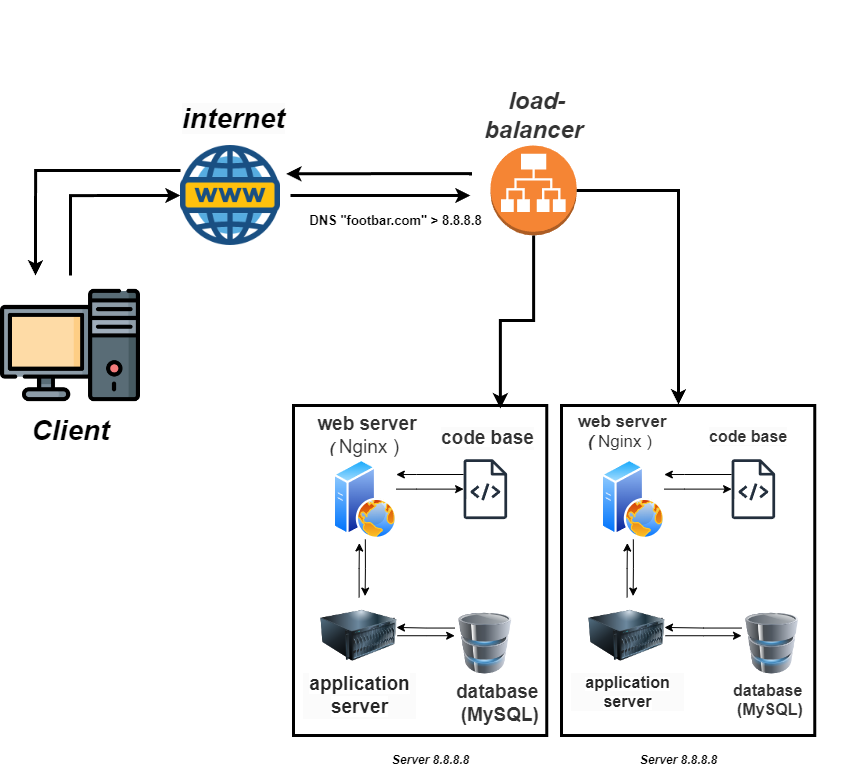 load-
balancer
internet
www
DNS "footbar.com" > 8.8.8.8
Client
web server
( Nginx )
code base
</>
application
server
database
(MySQL)
web server
( Nginx )
code base
</>
application
server
database
(MySQL)
Server 8.8.8.8
Server 8.8.8.8